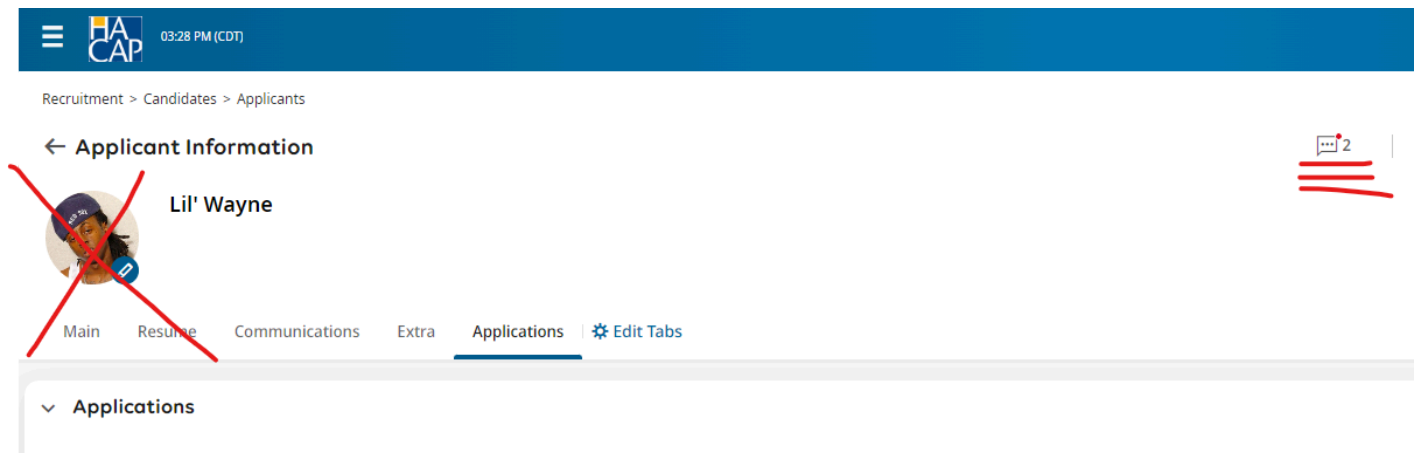 HA
CAP
03:28 PM (CDT)
Recruitment > Candidates > Applicants
← Applicant Information
2
Lil' Wayne
Main Resume Communications Extra Applications Edit Tabs
Applications